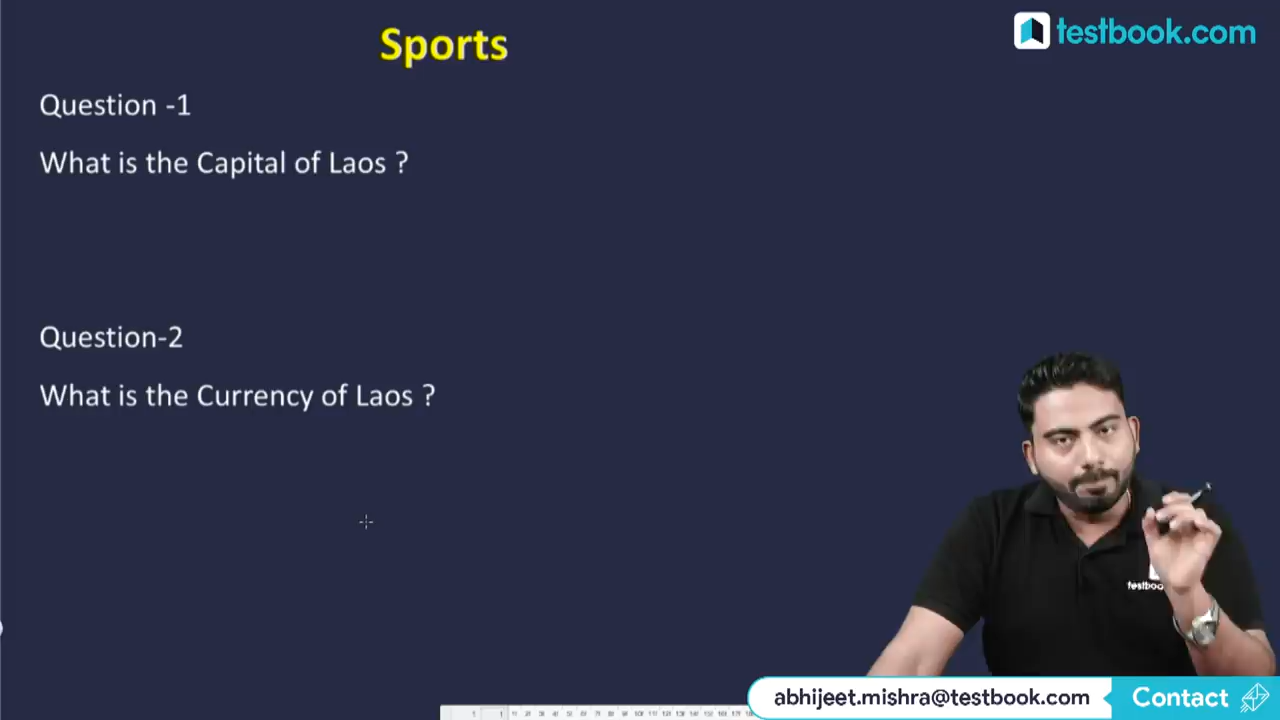 Sports
testbook.com
Question -1
What is the Capital of Laos ?
Question-2
What is the Currency of Laos ?
testboo
abhijeet.mishra@testbook.com
Contact